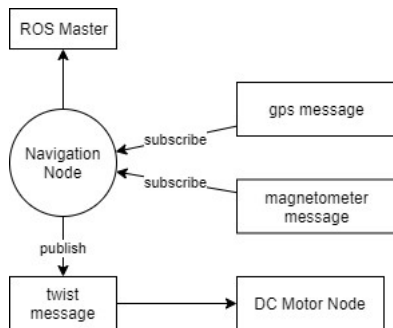 ROS Master
gps message
subscribe
Navigation
Node
subscribe
magnetometer
message
publish
twist
message
DC Motor Node